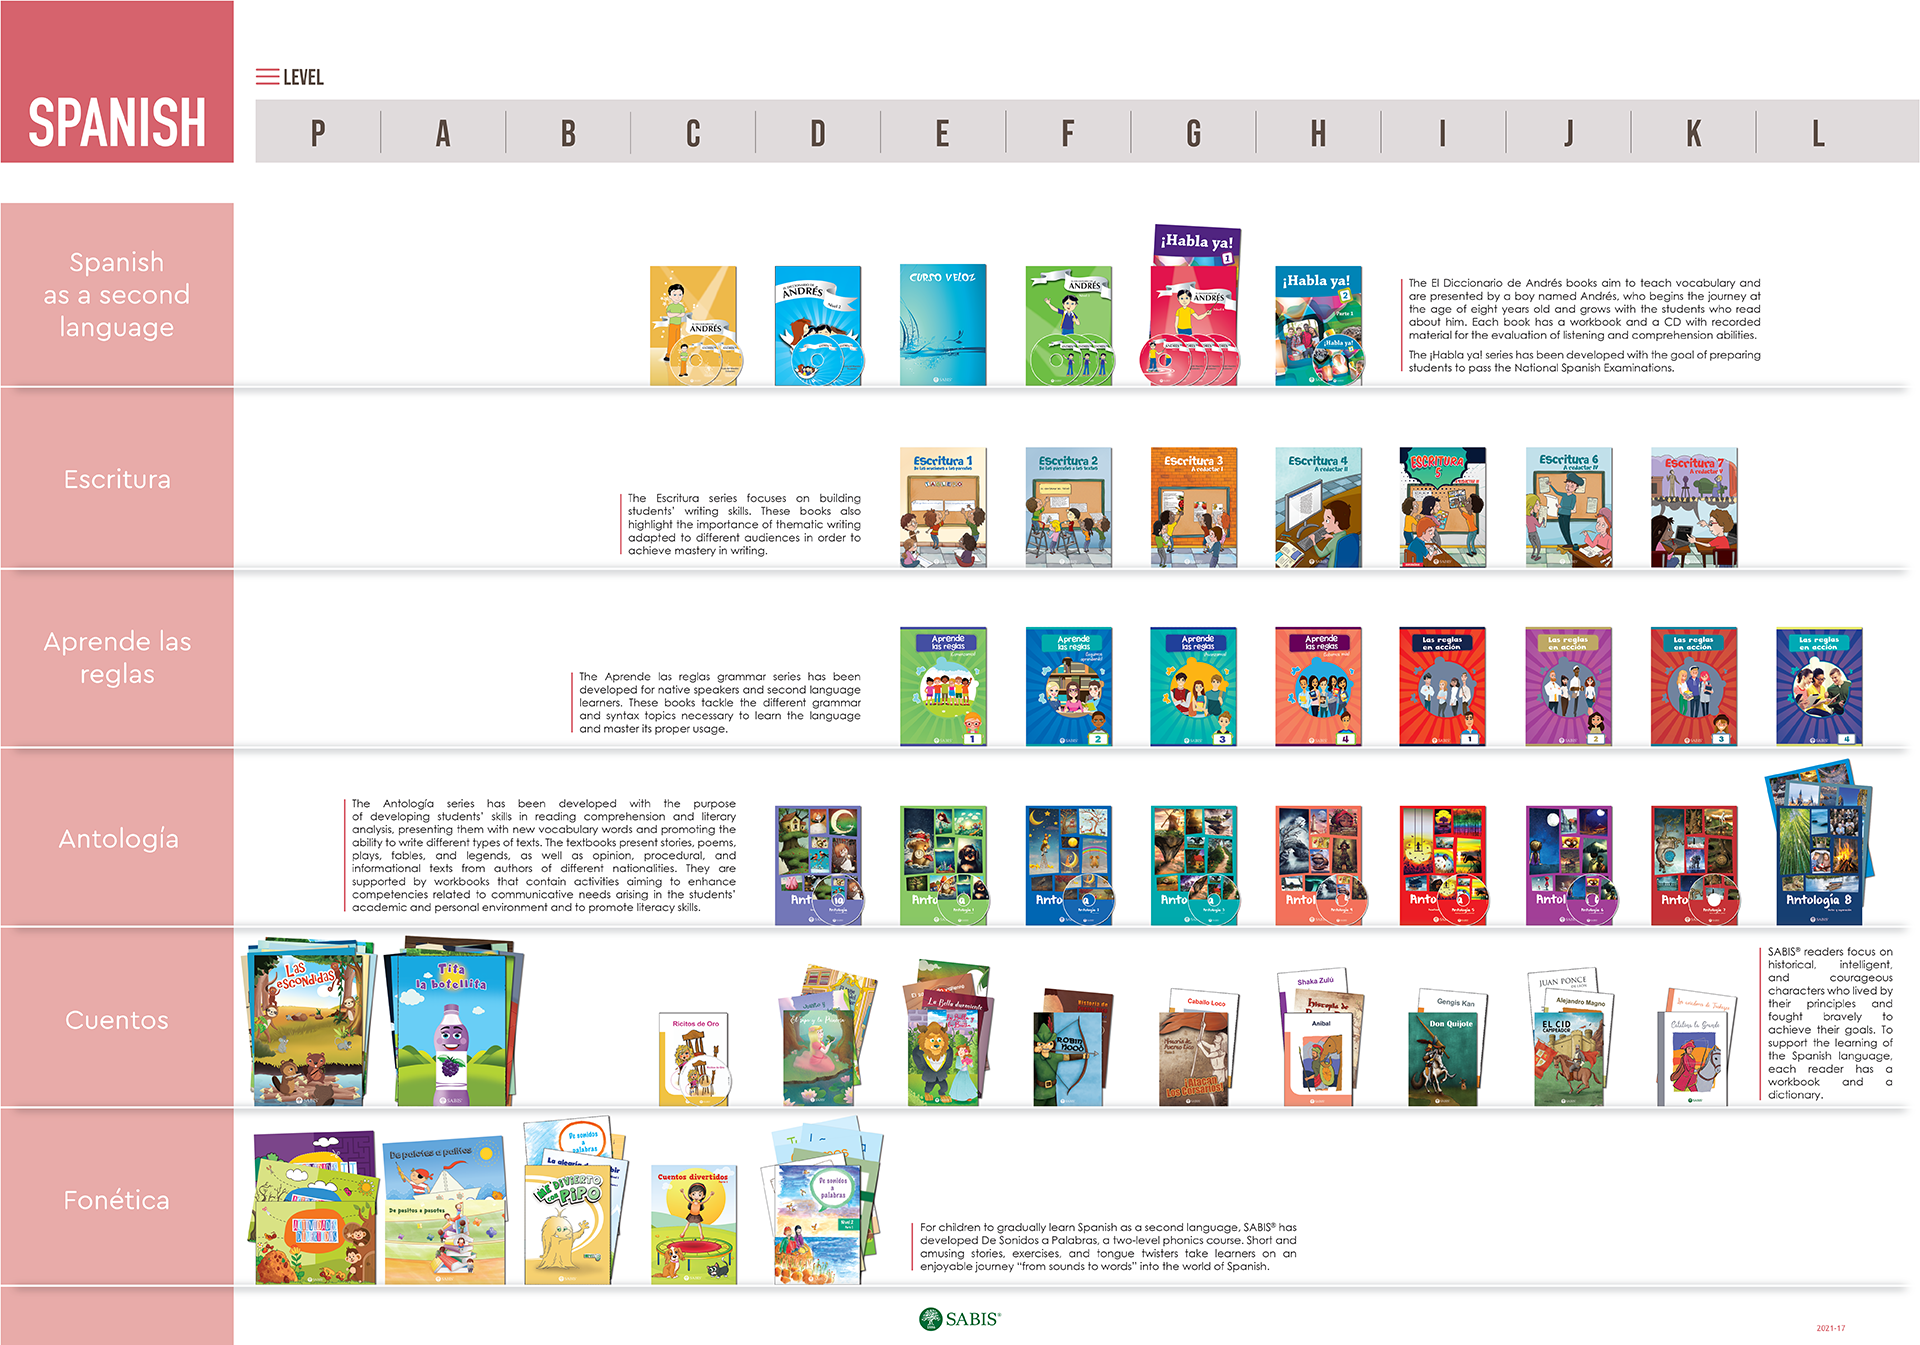 SPANISH
LEVEL
P A B C D E F G H I J K L
Spanish
as a second
language
ANDRÉS
ANDRÉS
Nivel 2
CURSO VELOZ
ANDRÉS
¡Habla ya!
1
ANDRÉS
¡Habla ya!
2
Parte 1
¡Habla ya!
The El Diccionario de Andrés books aim to teach vocabulary and
are presented by a boy named Andrés, who begins the journey at
the age of eight years old and grows with the students who read
about him. Each book has a workbook and a CD with recorded
material for the evaluation of listening and comprehension abilities.
The ¡Habla ya! series has been developed with the goal of preparing
students to pass the National Spanish Examinations.
Escritura
The Escritura series focuses on building
students' writing skills. These books also
highlight the importance of thematic writing
adapted to different audiences in order to
achieve mastery in writing.
Escritura 1
Escritura 2
Escritura 3
A redactar I
Escritura 4
A redactar II
ESCRITURA
5
Escritura 6
A redactar IV
Escritura 7
A redactar V
Aprende las
reglas
The Aprende las reglas grammar series has been
developed for native speakers and second language
learners. These books tackle the different grammar
and syntax topics necessary to learn the language
and master its proper usage.
Aprende
las reglas
1
Aprende
las reglas
2
Aprende
las reglas
3
Aprende
las reglas
4
Las reglas
en acción
1
Las reglas
en acción
2
Las reglas
en acción
3
Las reglas
en acción
4
Antología
The Antología series has been developed with the purpose
of developing students' skills in reading comprehension and literary
analysis, presenting them with new vocabulary words and promoting the
ability to write different types of texts. The textbooks present stories, poems,
plays, fables, and legends, as well as opinion, procedural, and
informational texts from authors of different nationalities. They are
supported by workbooks that contain activities aiming to enhance
competencies related to communicative needs arising in the students'
academic and personal environment and to promote literacy skills.
Antología 8
Cuentos
Las
escondidas
Tita
la botellita
Ricitos de Oro
La Bella durmiente
Historia de
ROBIN
HOOD
Caballo Loco
¡Atacan
los corsarios!
Shaka Zulú
Aníbal
Gengis Kan
Don Quijote
JUAN PONCE
Alejandro Magno
EL CID
CAMPEADOR
Catalina la Grande
SABIS® readers focus on
historical, intelligent,
and courageous
characters who lived by
their principles and
fought bravely to
achieve their goals. To
support the learning of
the Spanish language,
each reader has a
workbook and a
dictionary.
Fonética
De palotes a palitos
De pasitos a pasotes
De sonidos
a
palabras
ME DIVIERTO
CON PIPO
Cuentos divertidos
De sonidos
a
palabras
Nivel 2
For children to gradually learn Spanish as a second language, SABIS® has
developed De Sonidos a Palabras, a two-level phonics course. Short and
amusing stories, exercises, and tongue twisters take learners on an
enjoyable journey "from sounds to words" into the world of Spanish.
SABIS®
2021-17